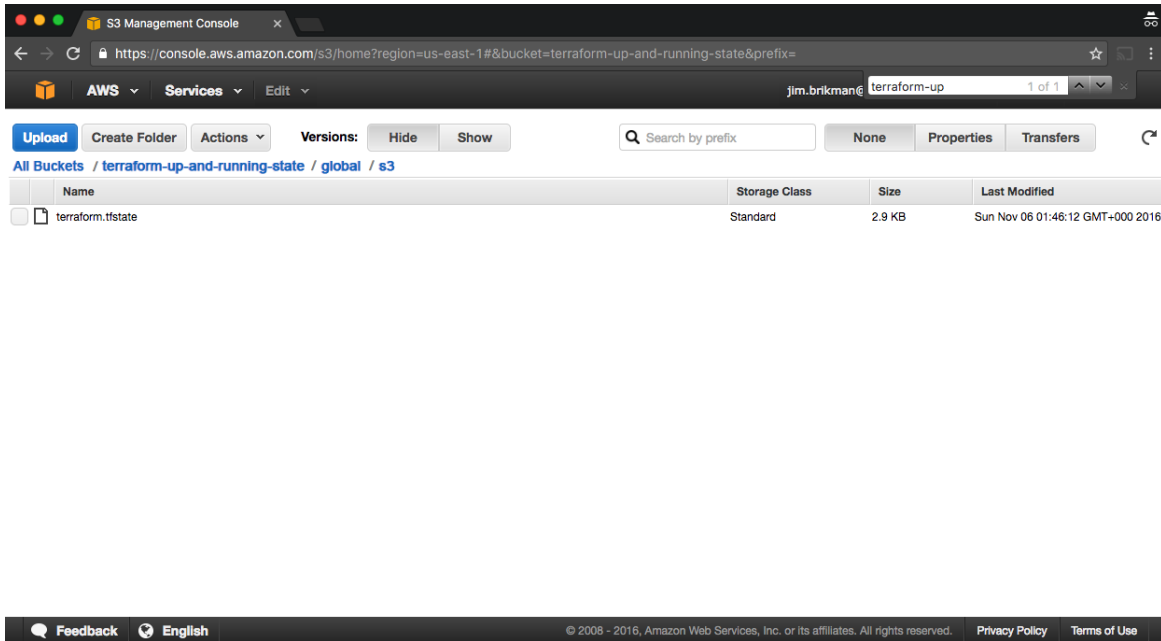 S3 Management Console
https://console.aws.amazon.com/s3/home?region=us-east-1#&bucket=terraform-up-and-running-state&prefix=
AWS Services Edit jim.brikman@ terraform-up 1 of 1
Upload Create Folder Actions Versions: Hide Show Search by prefix None Properties Transfers
All Buckets / terraform-up-and-running-state / global / s3
Name Storage Class Size Last Modified
terraform.tfstate Standard 2.9 KB Sun Nov 06 01:46:12 GMT+000 2016
Feedback English © 2008 - 2016, Amazon Web Services, Inc. or its affiliates. All rights reserved. Privacy Policy Terms of Use